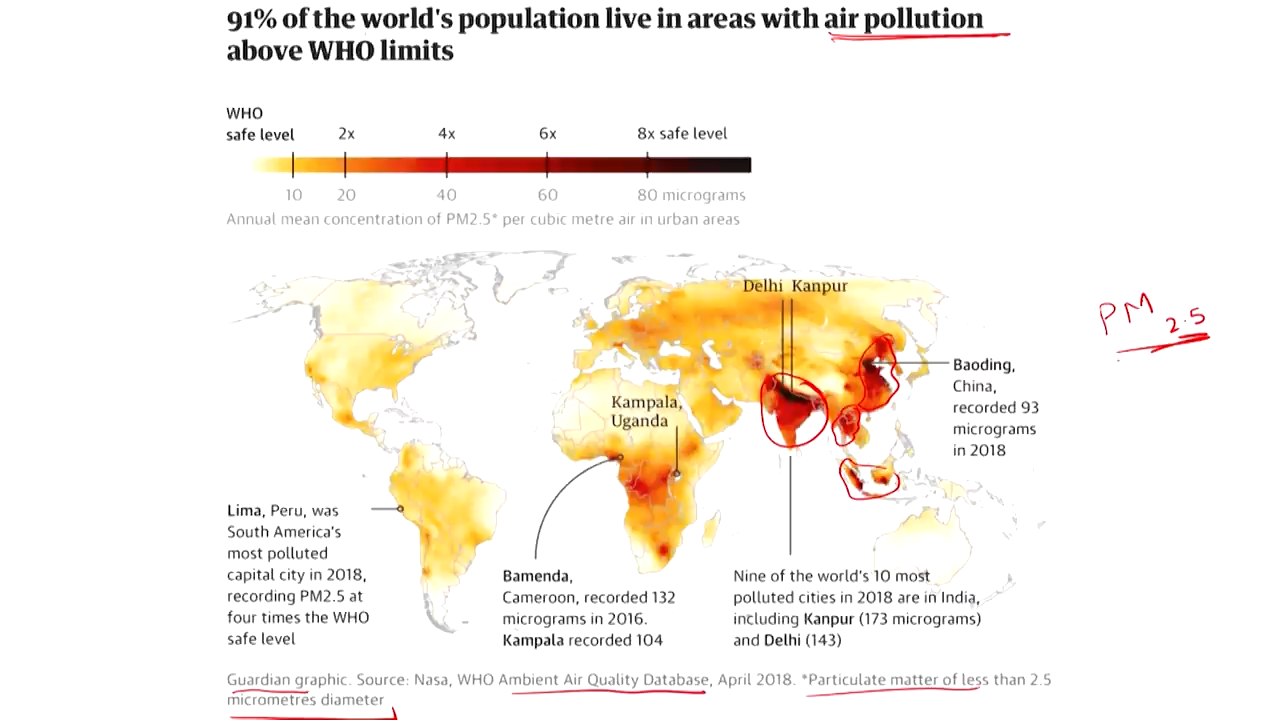 91% of the world's population live in areas with air pollution
above WHO limits
WHO
safe level 2x 4x 6x 8x safe level
10 20 40 60 80 micrograms
Annual mean concentration of PM2.5* per cubic metre air in urban areas
Delhi Kanpur
PM 2.5
Baoding,
China,
recorded 93
micrograms
in 2018
Kampala,
Uganda
Lima, Peru, was
South America's
most polluted
capital city in 2018,
recording PM2.5 at
four times the WHO
safe level
Bamenda,
Cameroon, recorded 132
micrograms in 2016.
Kampala recorded 104
Nine of the world's 10 most
polluted cities in 2018 are in India,
including Kanpur (173 micrograms)
and Delhi (143)
Guardian graphic. Source: Nasa, WHO Ambient Air Quality Database, April 2018. *Particulate matter of less than 2.5
micrometres diameter